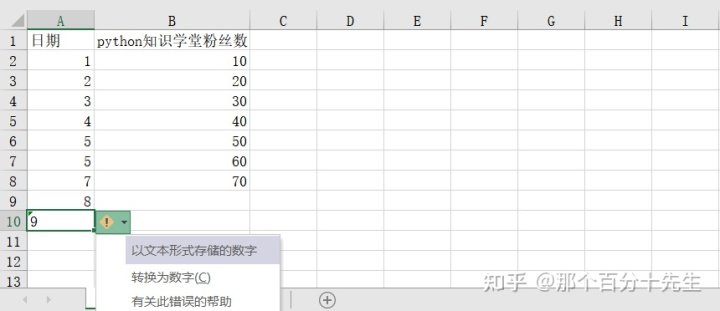 A B C D E F G H I
1 日期 python知识学堂粉丝数
2 1 10
3 2 20
4 3 30
5 4 40
6 5 50
7 5 60
8 7 70
9 8
10 9
11 以文本形式存储的数字
12 转换为数字(C)
13 有关此错误的帮助
知乎 @那个百分十先生